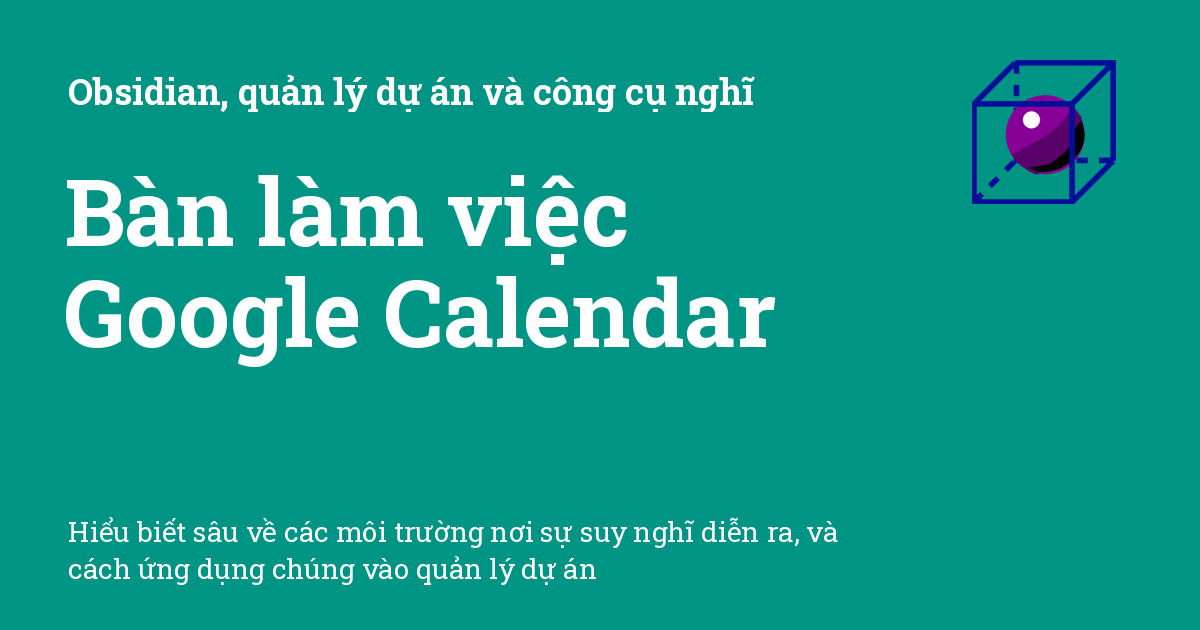 Obsidian, quản lý dự án và công cụ nghĩ
Bàn làm việc
Google Calendar
Hiểu biết sâu về các môi trường nơi sự suy nghĩ diễn ra, và
cách ứng dụng chúng vào quản lý dự án